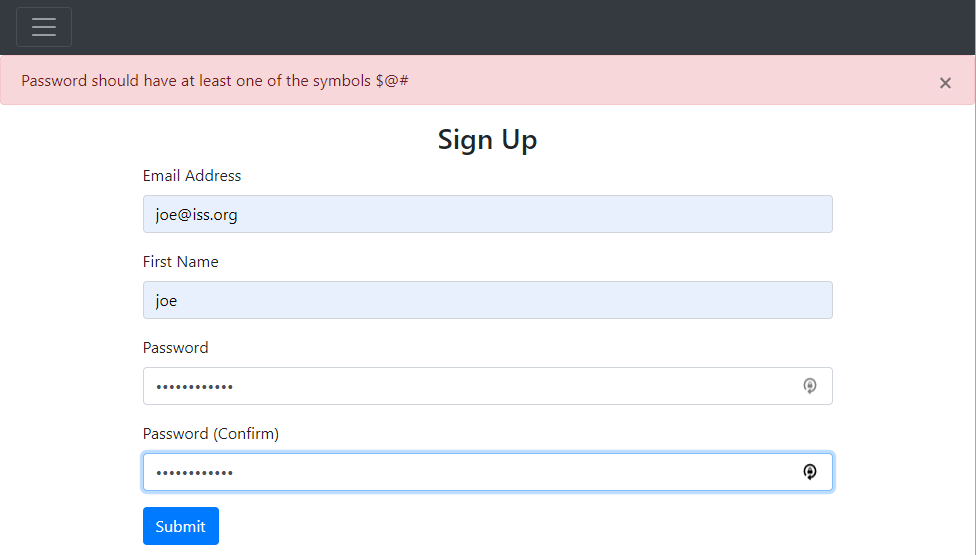 Password should have at least one of the symbols $@#
×
Sign Up
Email Address
joe@iss.org
First Name
joe
Password
••••••••••••
Password (Confirm)
••••••••••••
Submit